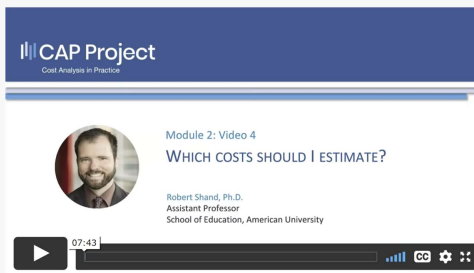 CAP Project
Cost Analysis in Practice
Module 2: Video 4
WHICH COSTS SHOULD I ESTIMATE?
Robert Shand, Ph.D.
Assistant Professor
School of Education, American University
07:43
CC